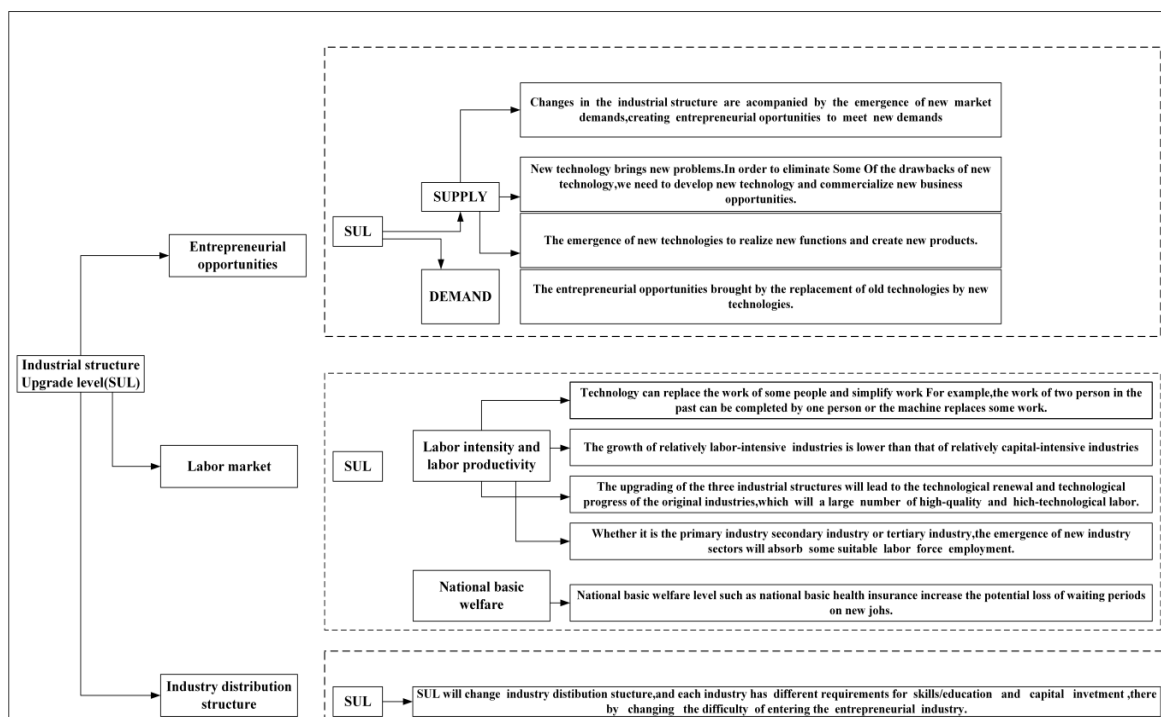 Changes in the industrial structure are acompanied by the emergence of new market
demands,creating entrepreneurial oportunities to meet new demands
New technology brings new problems.In order to eliminate Some Of the drawbacks of new
technology,we need to develop new technology and commercialize new business
opportunities.
SUPPLY
SUL
The emergence of new technologies to realize new functions and create new products.
Entrepreneurial
opportunities
DEMAND
The entrepreneurial opportunities brought by the replacement of old technologies by new
technologies.
Industrial structure
Upgrade level(SUL)
Technology can replace the work of some people and simplify work For example,the work of two person in the
past can be completed by one person or the machine replaces some work.
Labor market
SUL
Labor intensity and
labor productivity
The growth of relatively labor-intensive industries is lower than that of relatively capital-intensive industries
The upgrading of the three industrial structures will lead to the technological renewal and technological
progress of the original industries,which will a large number of high-quality and hich-technological labor.
Whether it is the primary industry secondary industry or tertiary industry,the emergence of new industry
sectors will absorb some suitable labor force employment.
National basic
welfare
National basic welfare level such as national basic health insurance increase the potential loss of waiting periods
on new johs.
Industry distribution
structure
SUL
SUL will change industry distibution stucture,and each industry has different requirements for skills/education and capital invetment ,there
by changing the difficulty of entering the entrepreneurial industry.